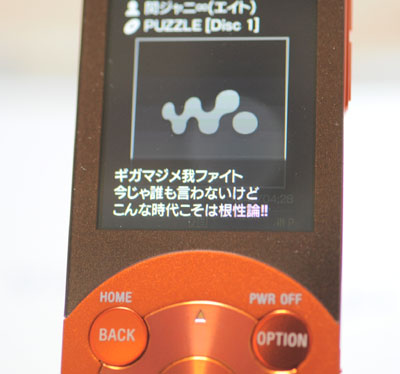 関ジャニ∞(エイト)
PUZZLE [Disc 1]
ギガマジメ我ファイト
今じゃ誰も言わないけど
こんな時代こそは根性論!!
04:28
HOME
PWR OFF
BACK
OPTION